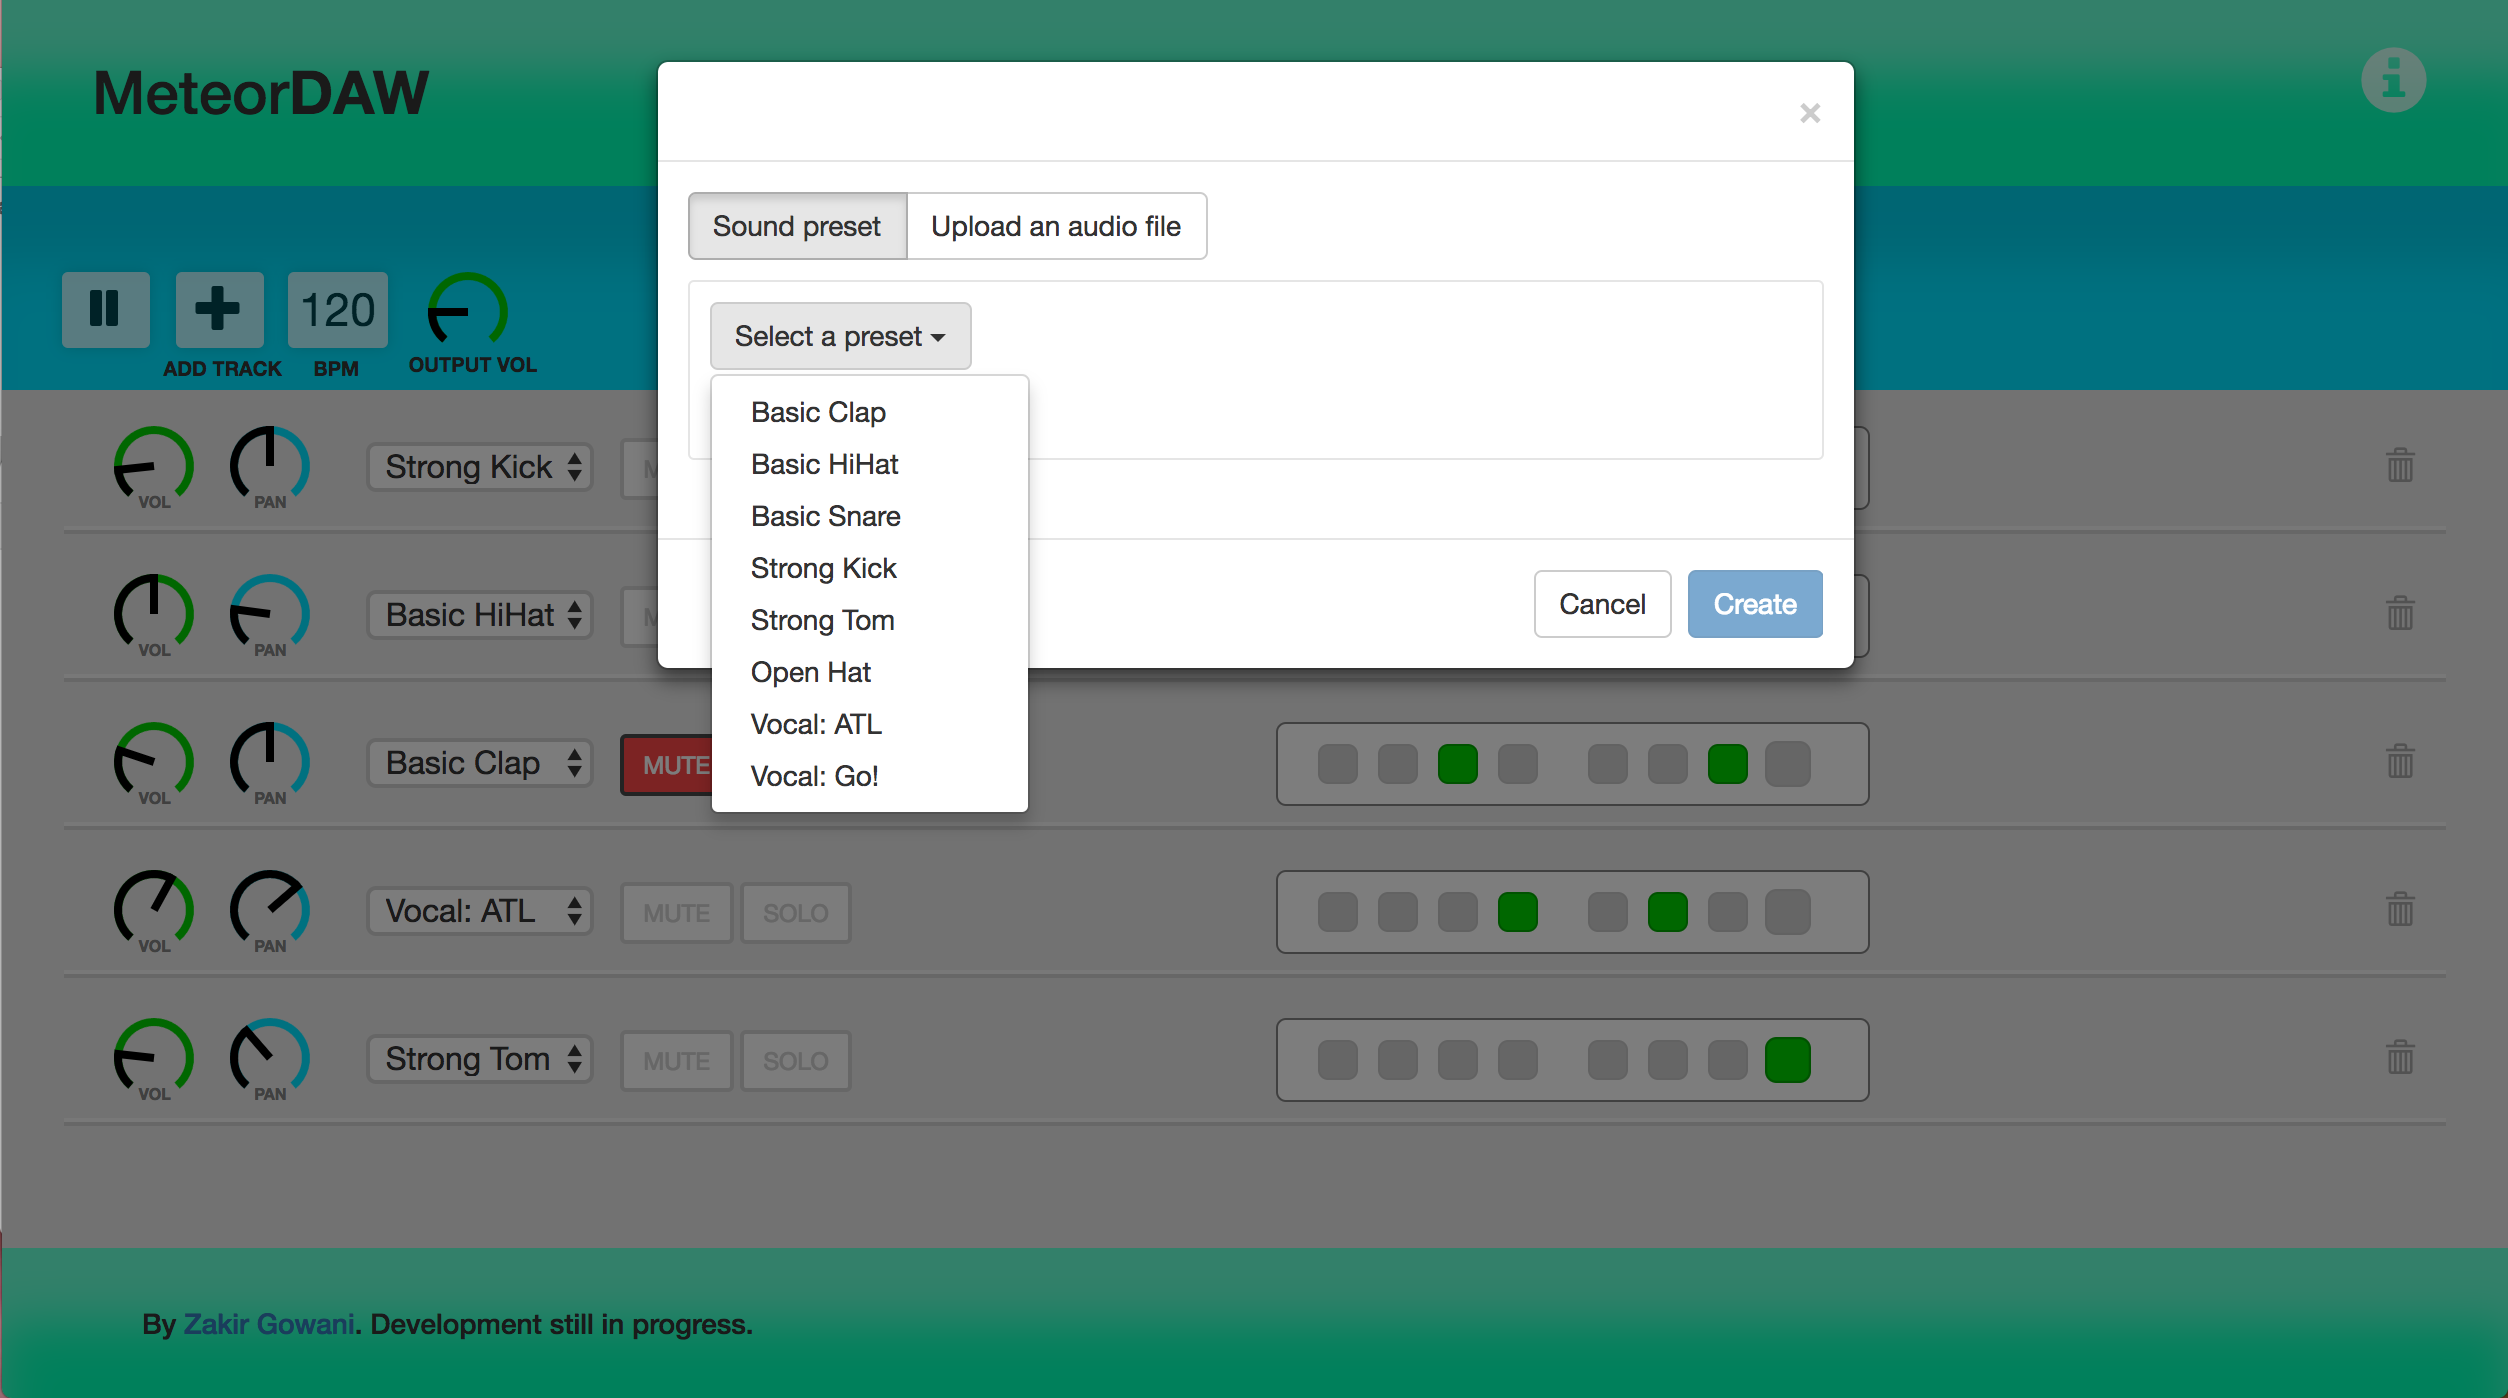 MeteorDAW
×
Sound preset
Upload an audio file
Select a preset
120
ADD TRACK
BPM
OUTPUT VOL
Basic Clap
Basic HiHat
Basic Snare
Strong Kick
Strong Tom
Open Hat
Vocal: ATL
Vocal: Go!
Cancel
Create
Strong Kick
M
VOL
PAN
Basic HiHat
M
VOL
PAN
Basic Clap
MUTE
VOL
PAN
Vocal: ATL
MUTE
SOLO
VOL
PAN
Strong Tom
MUTE
SOLO
VOL
PAN
By Zakir Gowani. Development still in progress.